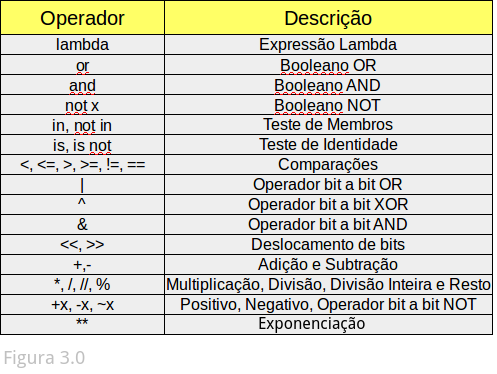 Operador Descrição
lambda Expressão Lambda
or Booleano OR
and Booleano AND
not x Booleano NOT
in, not in Teste de Membros
is, is not Teste de Identidade
<, <=, >, >=, !=, == Comparações
| Operador bit a bit OR
^ Operador bit a bit XOR
& Operador bit a bit AND
<<, >> Deslocamento de bits
+,- Adição e Subtração
*, /, //, % Multiplicação, Divisão, Divisão Inteira e Resto
+x, -x, ~x Positivo, Negativo, Operador bit a bit NOT
** Exponenciação
Figura 3.0